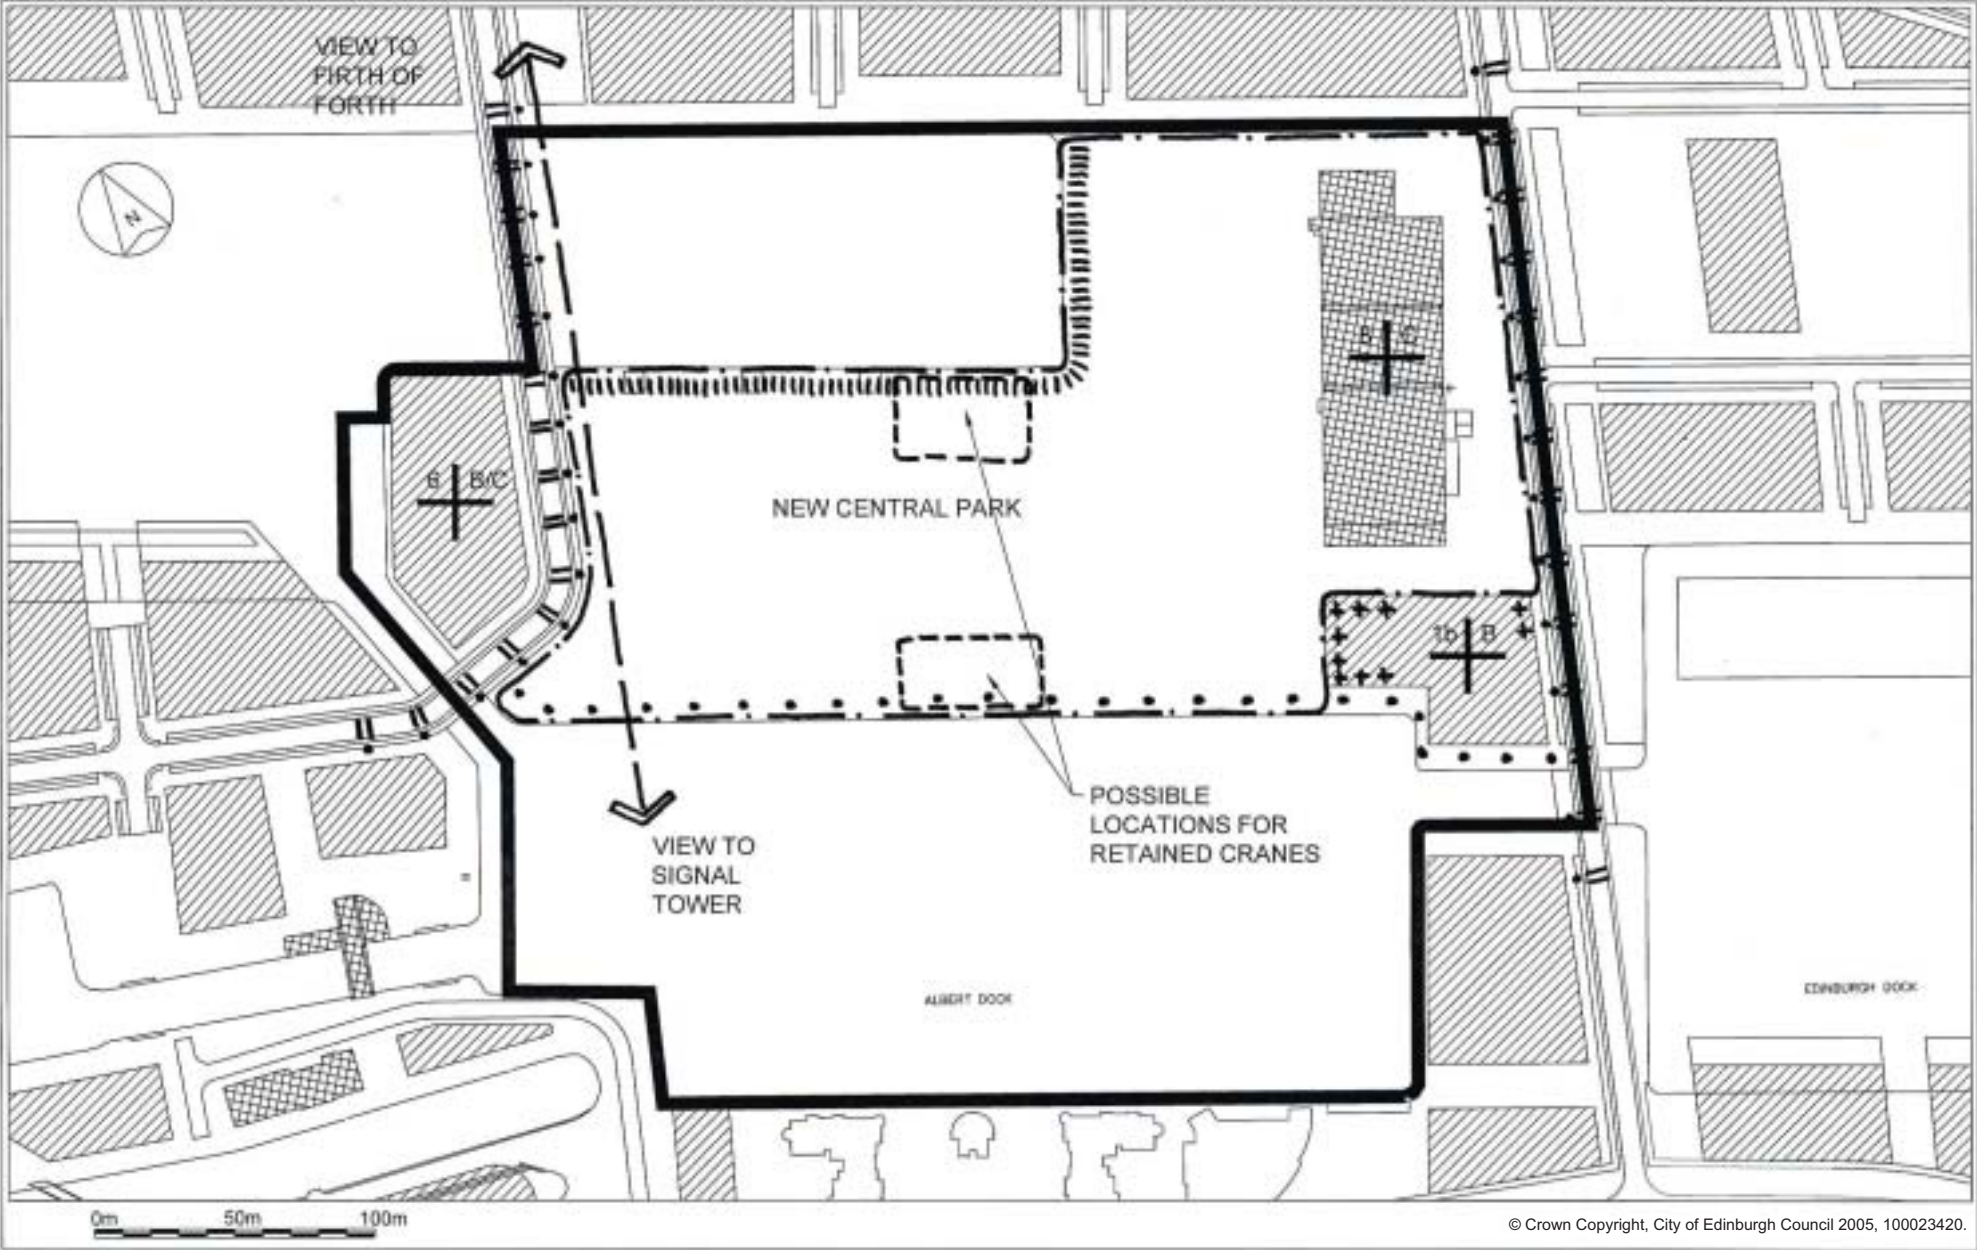 VIEW TO
FIRTH OF
FORTH
N
6 B/C
6 B/C
NEW CENTRAL PARK
1b B
POSSIBLE
LOCATIONS FOR
RETAINED CRANES
VIEW TO
SIGNAL
TOWER
ALBERT DOCK
EDINBURGH DOCK
0m 50m 100m
© Crown Copyright, City of Edinburgh Council 2005, 100023420.